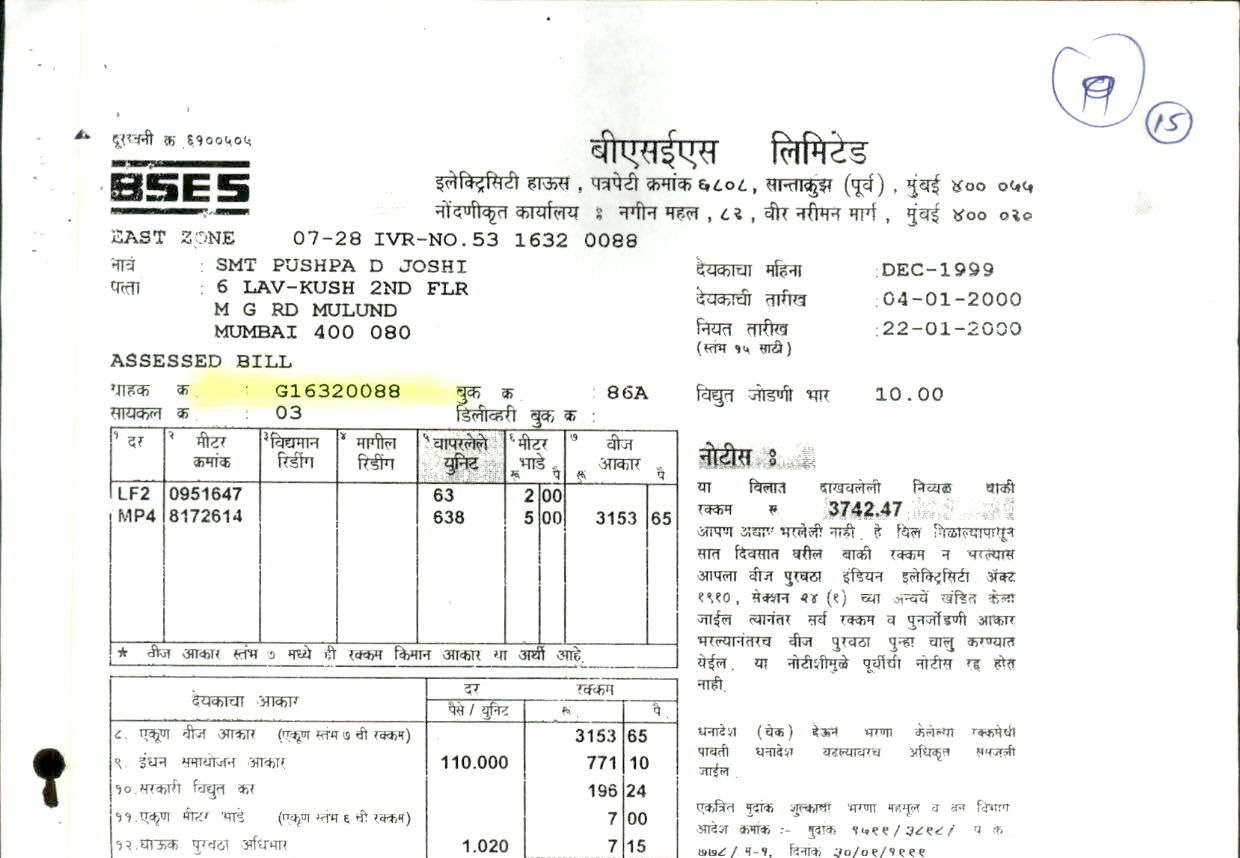 दूरध्वनी क्र ६१००५०५
BSES
बीएसईएस लिमिटेड
इलेक्ट्रिसिटी हाऊस, पत्रपेटी क्रमांक ६८०८, सान्ताक्रुझ (पूर्व), मुंबई ४०० ०५५
नोंदणीकृत कार्यालय : नगीन महल, ८२, वीर नरीमन मार्ग, मुंबई ४०० ०२०
EAST ZONE 07-28 IVR-NO.53 1632 0088
नाव : SMT PUSHPA D JOSHI
पत्ता : 6 LAV-KUSH 2ND FLR
M G RD MULUND
MUMBAI 400 080
देयकाचा महिना :DEC-1999
देयकाची तारीख :04-01-2000
नियत तारीख :22-01-2000
(स्तंभ १५ साठी)
ASSESSED BILL
ग्राहक क्र : G16320088 बुक क्र : 86A
सायकल क्र : 03 डिलीव्हरी बुक क्र :
विद्युत जोडणी भार 10.00
१ दर २ मीटर क्रमांक ३ विद्यमान रिडींग ४ मागील रिडींग ५ वापरलेले युनिट ६ मीटर भाडे रू पै ७ वीज आकार रू पै
LF2 0951647 63 2 00
MP4 8172614 638 5 00 3153 65
* वीज आकार स्तंभ ७ मध्ये ही रक्कम किमान आकार या अर्थी आहे.
देयकाचा आकार दर पैसे / युनिट रक्कम रू पै
८. एकूण वीज आकार (एकूण स्तंभ ७ ची रक्कम) 3153 65
९. इंधन समायोजन आकार 110.000 771 10
१०. सरकारी विद्युत कर 196 24
११. एकूण मीटर भाडे (एकूण स्तंभ ६ ची रक्कम) 7 00
१२. घाऊक पुरवठा अधिभार 1.020 7 15
नोटीस :
या बिलात दाखवलेली निव्वळ बाकी
रक्कम रू 3742.47
आपण अद्याप भरलेली नाही. हे बिल मिळाल्यापासून
सात दिवसात वरील बाकी रक्कम न भरल्यास
आपला वीज पुरवठा इंडियन इलेक्ट्रिसिटी ॲक्ट
१९१०, सेक्शन २४ (१) च्या अन्वयें खंडित केला
जाईल त्यानंतर सर्व रक्कम व पुनर्जोडणी आकार
भरल्यानंतरच वीज पुरवठा पुन्हा चालु करण्यात
येईल. या नोटीशीमुळे पूर्वीची नोटीस रद्द होत
नाही.
धनादेश (चेक) देऊन भरणा केलेल्या रक्कमेची
पावती धनादेश वटल्यावरच अधिकृत समजली
जाईल.
एकत्रित मुद्रांक शुल्काचा भरणा महसूल व वन विभाग
आदेश क्रमांक :- मुद्रांक १५९९/३८९८/ प्र क्र
७७८/ म-१, दिनांक ३०/०९/१९९९
15